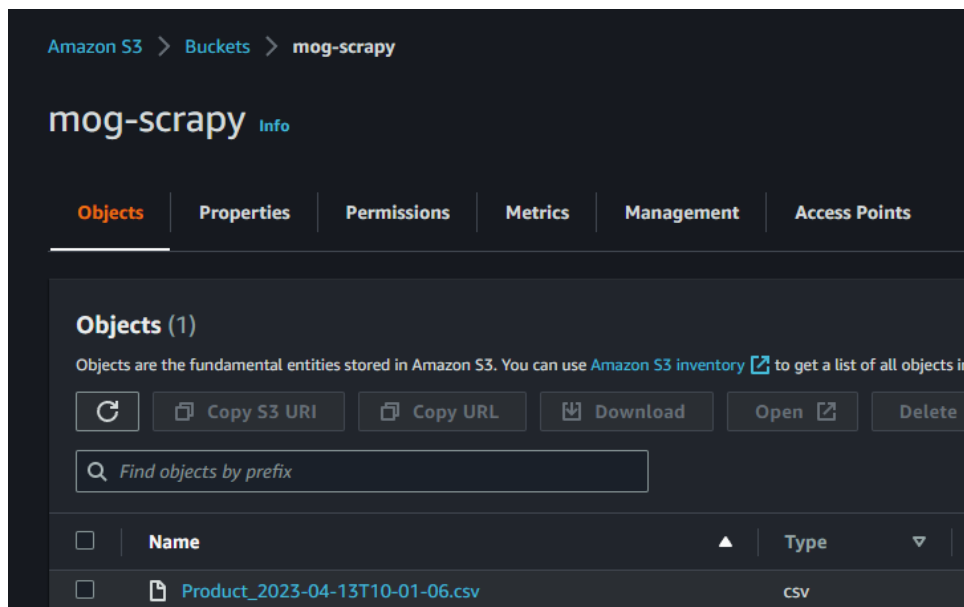 Amazon S3 > Buckets > mog-scrapy
mog-scrapy Info
Objects Properties Permissions Metrics Management Access Points
Objects (1)
Objects are the fundamental entities stored in Amazon S3. You can use Amazon S3 inventory to get a list of all objects i
Copy S3 URI Copy URL Download Open Delete
Find objects by prefix
Name Type
Product_2023-04-13T10-01-06.csv csv